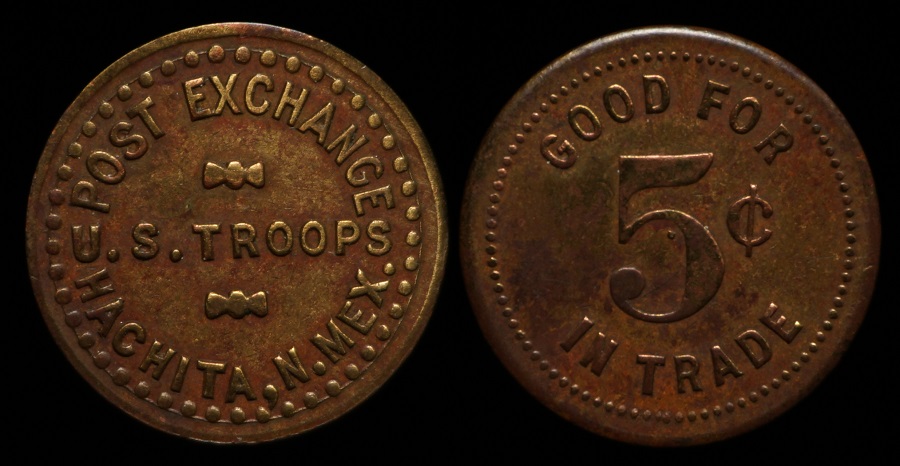 POST EXCHANGE
U.S. TROOPS
HACHITA, N. MEX.
GOOD FOR
5¢
IN TRADE